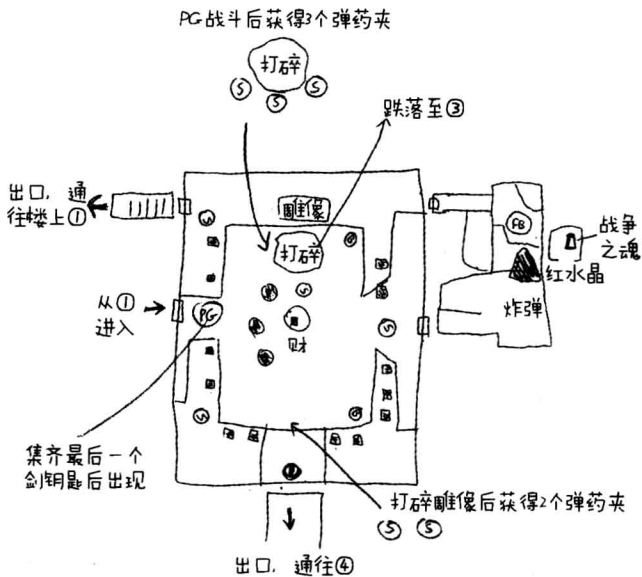 PG战斗后获得3个弹药夹
打碎
S S S
跌落至③
出口，通
往楼上①
雕像
打碎
PB
战争
之魂
红水晶
S
S
从①
进入
PG
财
S
炸弹
S
集齐最后一个
剑钥匙后出现
打碎雕像后获得2个弹药夹
S S
出口，通往④